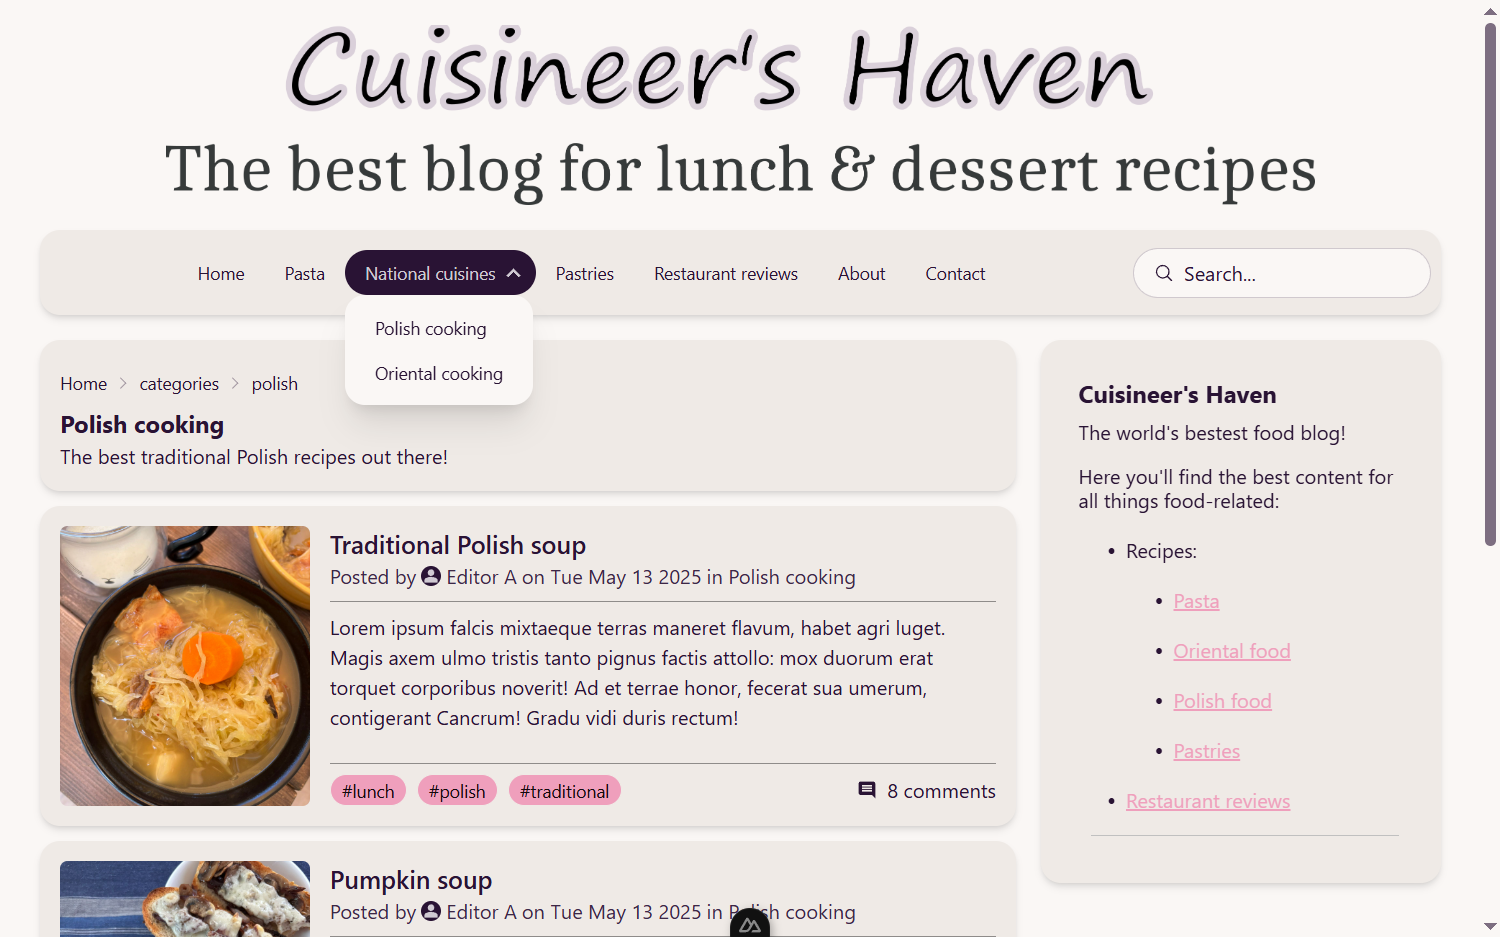 Cuisineer's Haven
The best blog for lunch & dessert recipes
Home Pasta National cuisines Pastries Restaurant reviews About Contact Search...
Polish cooking
Oriental cooking
Home categories polish
Polish cooking
The best traditional Polish recipes out there!
Traditional Polish soup
Posted by Editor A on Tue May 13 2025 in Polish cooking
Lorem ipsum falcis mixtaeque terras maneret flavum, habet agri luget.
Magis axem ulmo tristis tanto pignus factis attollo: mox duorum erat
torquet corporibus noverit! Ad et terrae honor, fecerat sua umerum,
contigerant Cancrum! Gradu vidi duris rectum!
#lunch #polish #traditional 8 comments
Pumpkin soup
Posted by Editor A on Tue May 13 2025 in Polish cooking
Cuisineer's Haven
The world's bestest food blog!
Here you'll find the best content for
all things food-related:
• Recipes:
• Pasta
• Oriental food
• Polish food
• Pastries
• Restaurant reviews